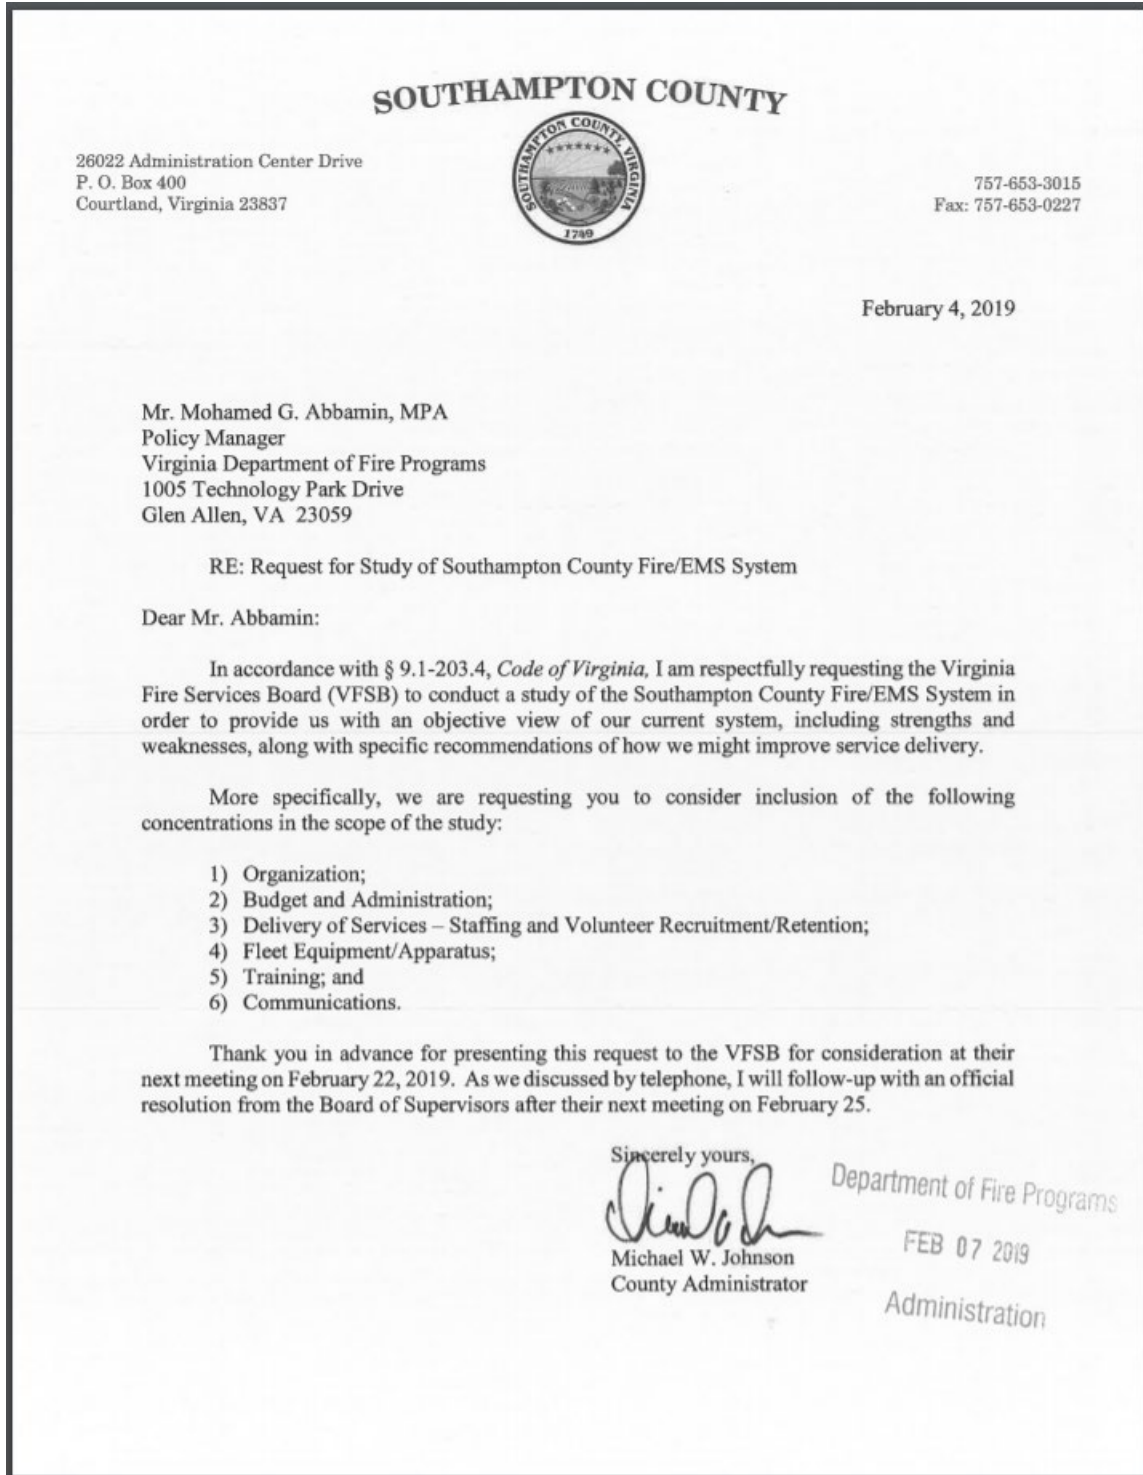 SOUTHAMPTON COUNTY
SOUTHAMPTON COUNTY, VIRGINIA
1749
26022 Administration Center Drive
P. O. Box 400
Courtland, Virginia 23837
757-653-3015
Fax: 757-653-0227
February 4, 2019
Mr. Mohamed G. Abbamin, MPA
Policy Manager
Virginia Department of Fire Programs
1005 Technology Park Drive
Glen Allen, VA 23059
RE: Request for Study of Southampton County Fire/EMS System
Dear Mr. Abbamin:
In accordance with § 9.1-203.4, Code of Virginia, I am respectfully requesting the Virginia
Fire Services Board (VFSB) to conduct a study of the Southampton County Fire/EMS System in
order to provide us with an objective view of our current system, including strengths and
weaknesses, along with specific recommendations of how we might improve service delivery.
More specifically, we are requesting you to consider inclusion of the following
concentrations in the scope of the study:
1) Organization;
2) Budget and Administration;
3) Delivery of Services – Staffing and Volunteer Recruitment/Retention;
4) Fleet Equipment/Apparatus;
5) Training; and
6) Communications.
Thank you in advance for presenting this request to the VFSB for consideration at their
next meeting on February 22, 2019. As we discussed by telephone, I will follow-up with an official
resolution from the Board of Supervisors after their next meeting on February 25.
Sincerely yours,
Michael W. Johnson
County Administrator
Department of Fire Programs
FEB 07 2019
Administration